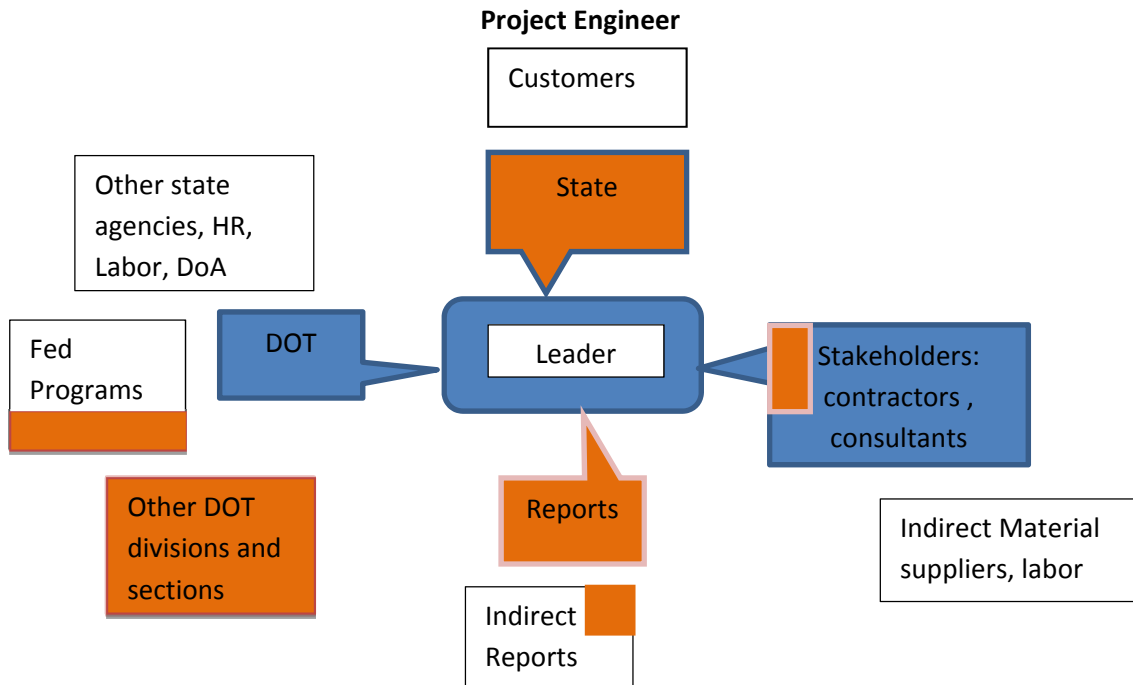 Project Engineer
Customers
State
Other state
agencies, HR,
Labor, DoA
DOT
Leader
Stakeholders:
contractors ,
consultants
Fed
Programs
Other DOT
divisions and
sections
Reports
Indirect Material
suppliers, labor
Indirect
Reports